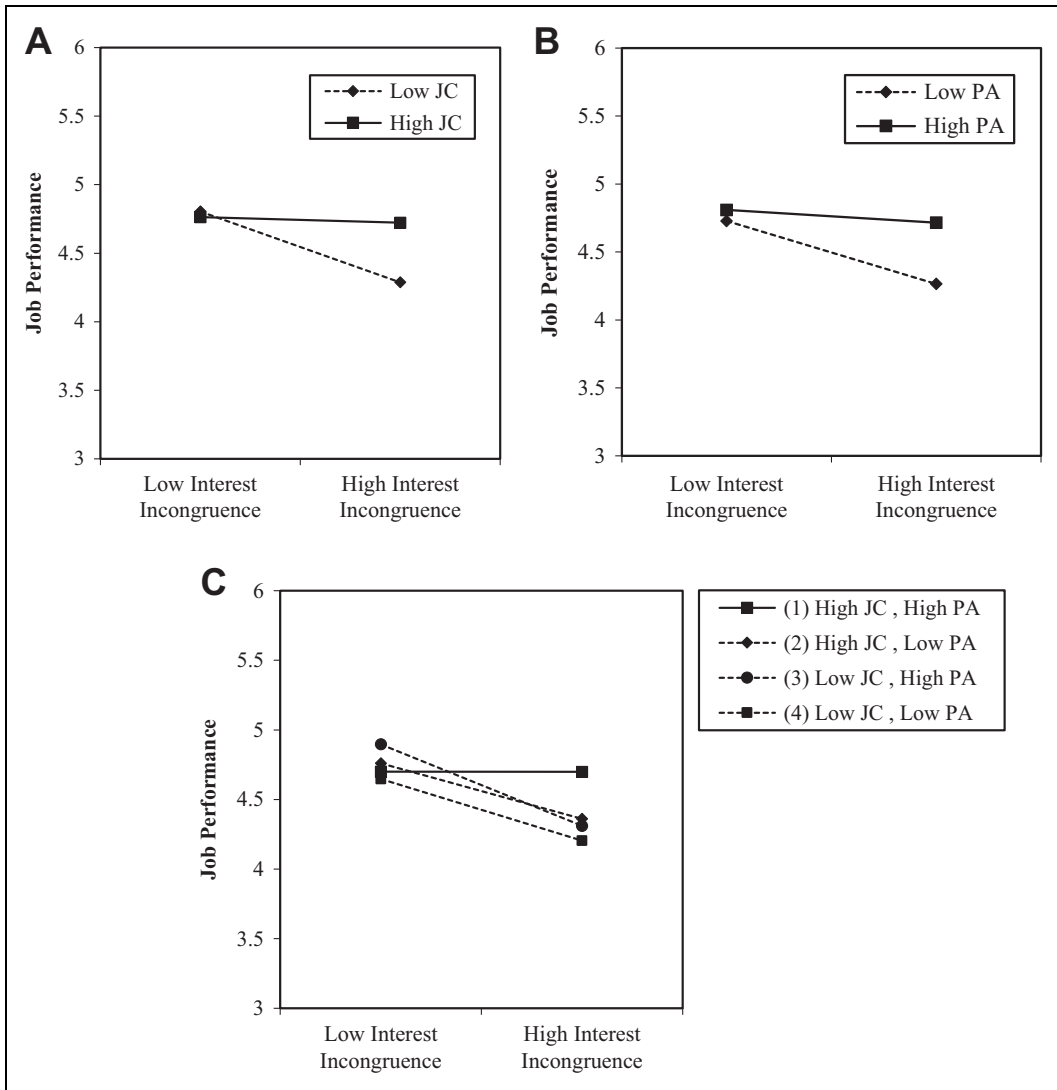 A
6
5.5
5
4.5
4
3.5
3
Job Performance
Low JC
High JC
Low Interest
Incongruence
High Interest
Incongruence
B
6
5.5
5
4.5
4
3.5
3
Job Performance
Low PA
High PA
Low Interest
Incongruence
High Interest
Incongruence
C
6
5.5
5
4.5
4
3.5
3
Job Performance
(1) High JC , High PA
(2) High JC , Low PA
(3) Low JC , High PA
(4) Low JC , Low PA
Low Interest
Incongruence
High Interest
Incongruence